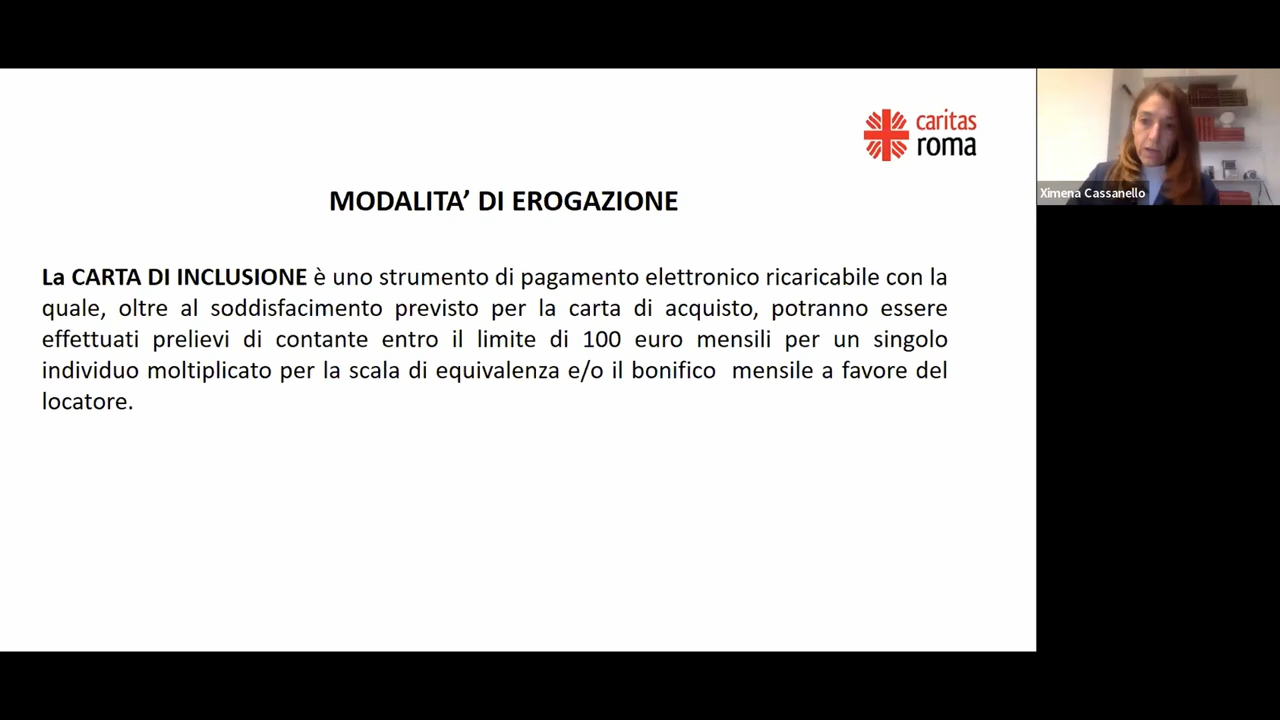 caritas
roma
Ximena Cassanello
MODALITA’ DI EROGAZIONE
La CARTA DI INCLUSIONE è uno strumento di pagamento elettronico ricaricabile con la
quale, oltre al soddisfacimento previsto per la carta di acquisto, potranno essere
effettuati prelievi di contante entro il limite di 100 euro mensili per un singolo
individuo moltiplicato per la scala di equivalenza e/o il bonifico mensile a favore del
locatore.